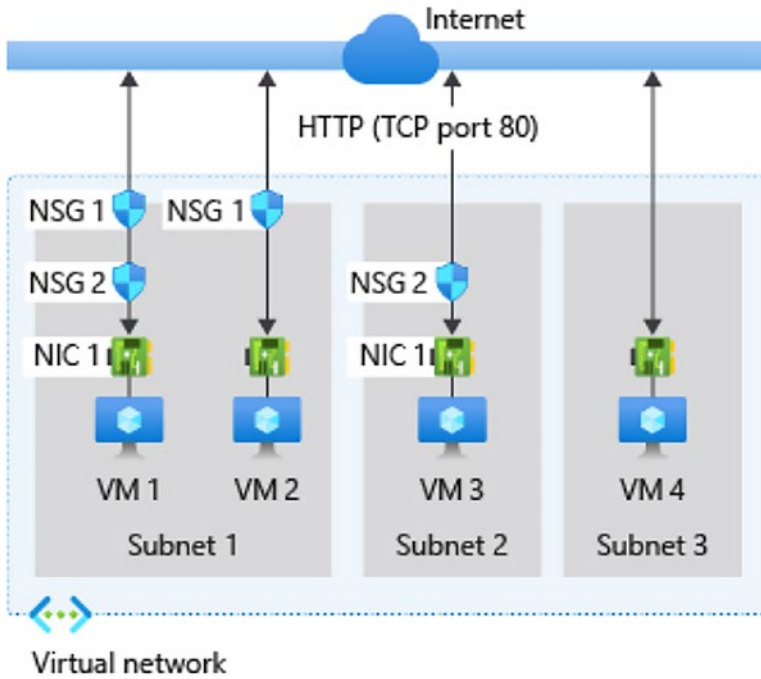 Internet
HTTP (TCP port 80)
NSG 1
NSG 1
NSG 2
NSG 2
NIC 1
NIC 1
VM 1
VM 2
VM 3
VM 4
Subnet 1
Subnet 2
Subnet 3
Virtual network